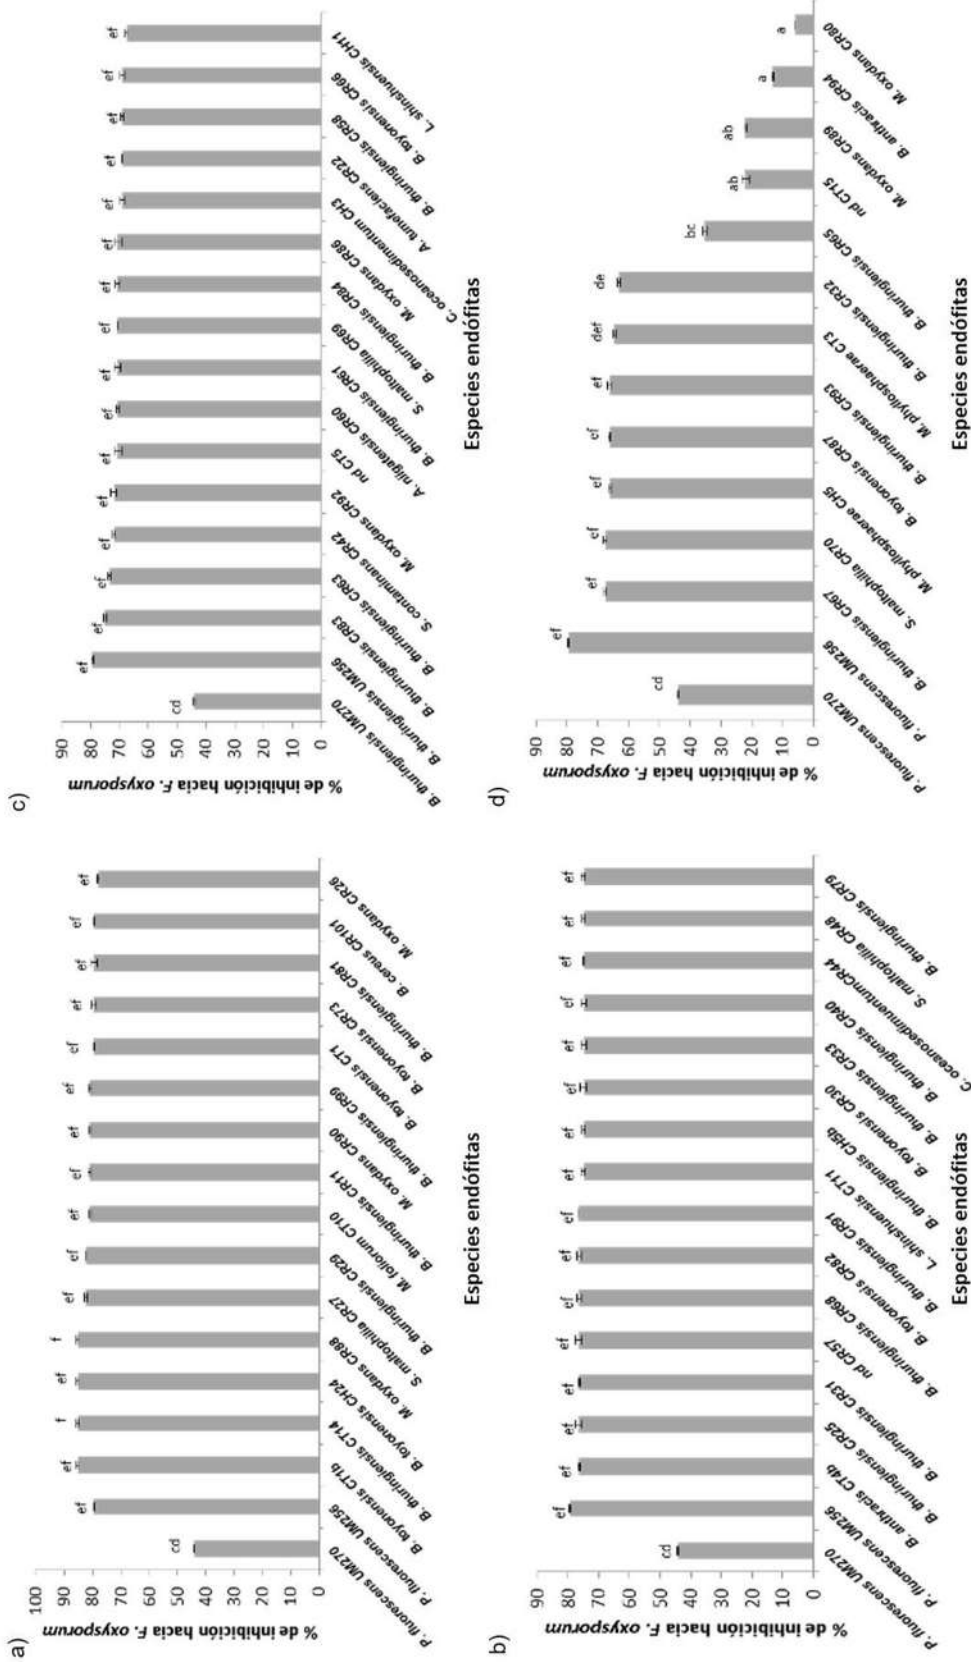 a)
% de inhibición hacia F. oxysporum
100
90
80
70
60
50
40
30
20
10
0
cd ef ef f ef f ef ef ef ef ef ef ef ef ef ef ef
P. fluorescens UM270
P. fluorescens UM256
B. toyonensis CT1b
B. thuringiensis CT14
B. toyonensis CH24
M. oxydans CR88
S. maltophilia CR27
B. thuringiensis CR29
M. foliorum CT10
B. thuringiensis CR11
M. oxydans CR90
B. thuringiensis CR99
B. toyonensis CT1
B. toyonensis CR73
B. thuringiensis CR81
B. cereus CR101
M. oxydans CR26
Especies endófitas
b)
% de inhibición hacia F. oxysporum
90
80
70
60
50
40
30
20
10
0
cd ef ef ef ef ef ef ef ef ef ef ef ef ef ef ef ef
P. fluorescens UM270
P. fluorescens UM256
B. anthracis CT4b
B. thuringiensis CR25
B. thuringiensis CR31
nd CR57
B. thuringiensis CR68
B. toyonensis CR82
B. thuringiensis CR91
L. shinshuensis CT11
B. thuringiensis CH5b
B. toyonensis CR30
B. thuringiensis CR33
B. thuringiensis CR40
C. oceanosedimuentumCR44
S. maltophilia CR48
B. thuringiensis CR79
Especies endófitas
c)
% de inhibición hacia F. oxysporum
90
80
70
60
50
40
30
20
10
0
cd ef ef ef ef ef ef ef ef ef ef ef ef ef ef ef ef
B. thuringiensis UM270
B. thuringiensis UM256
B. thuringiensis CR83
B. thuringiensis CR63
S. contaminans CR42
M. oxydans CR92
nd CT5
A. niigatensis CR60
B. thuringiensis CR61
S. maltophilia CR69
B. thuringiensis CR84
M. oxydans CR86
C. oceanosedimentum CH3
A. tumefaciens CR22
B. thuringiensis CR58
B. toyonensis CR66
L. shinshuensis CH11
Especies endófitas
d)
% de inhibición hacia F. oxysporum
90
80
70
60
50
40
30
20
10
0
cd ef ef ef ef ef ef def de bc ab ab a a
P. fluorescens UM270
P. fluorescens UM256
B. thuringiensis CR67
S. maltophilia CR70
M. phyllosphaerae CH5
B. toyonensis CR87
B. thuringiensis CR93
M. phyllosphaerae CT3
B. thuringiensis CR32
B. thuringiensis CR65
nd CT15
M. oxydans CR89
B. anthracis CR94
M. oxydans CR80
Especies endófitas